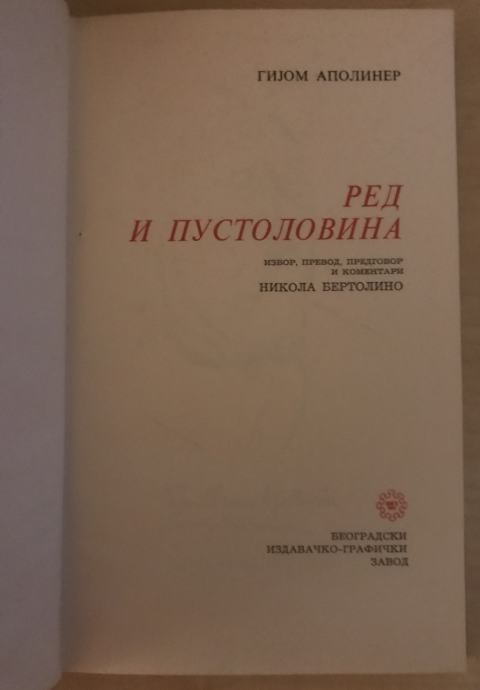 ГИЈОМ АПОЛИНЕР
РЕД
И ПУСТОЛОВИНА
ИЗБОР, ПРЕВОД, ПРЕДГОВОР
И КОМЕНТАРИ
НИКОЛА БЕРТОЛИНО
БЕОГРАДСКИ
ИЗДАВАЧКО-ГРАФИЧКИ
ЗАВОД